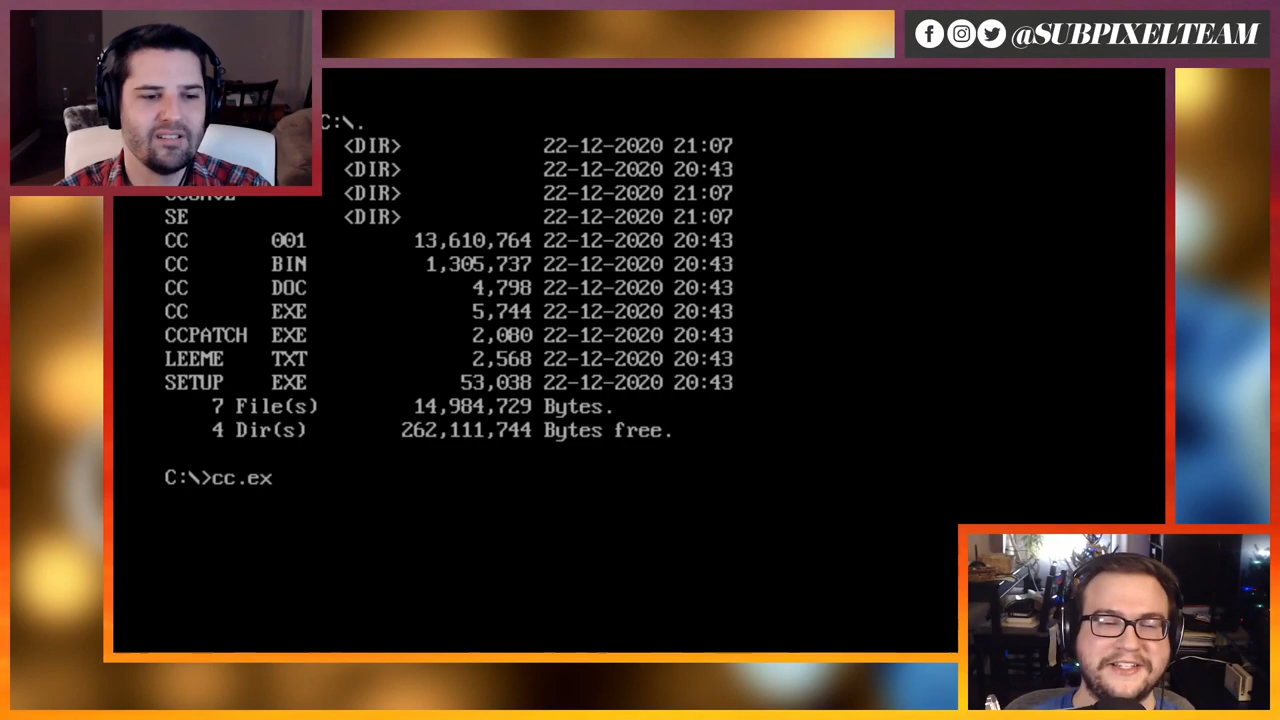 @SUBPIXELTEAM
C:\.
<DIR> 22-12-2020 21:07
<DIR> 22-12-2020 20:43
<DIR> 22-12-2020 21:07
SE <DIR> 22-12-2020 21:07
CC 001 13,610,764 22-12-2020 20:43
CC BIN 1,305,737 22-12-2020 20:43
CC DOC 4,798 22-12-2020 20:43
CC EXE 5,744 22-12-2020 20:43
CCPATCH EXE 2,080 22-12-2020 20:43
LEEME TXT 2,568 22-12-2020 20:43
SETUP EXE 53,038 22-12-2020 20:43
7 File(s) 14,984,729 Bytes.
4 Dir(s) 262,111,744 Bytes free.
C:\>cc.ex